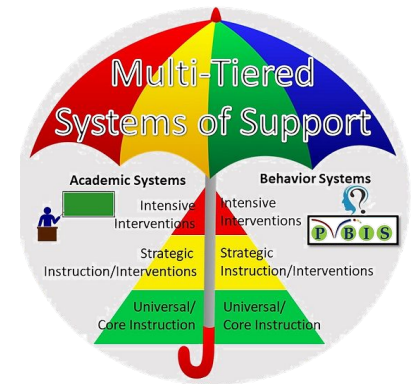 Multi-Tiered
Systems of Support
Academic Systems
Behavior Systems
Intensive
Interventions
Intensive
Interventions
PBIS
Strategic
Instruction/Interventions
Strategic
Instruction/Interventions
Universal/
Core Instruction
Universal/
Core Instruction